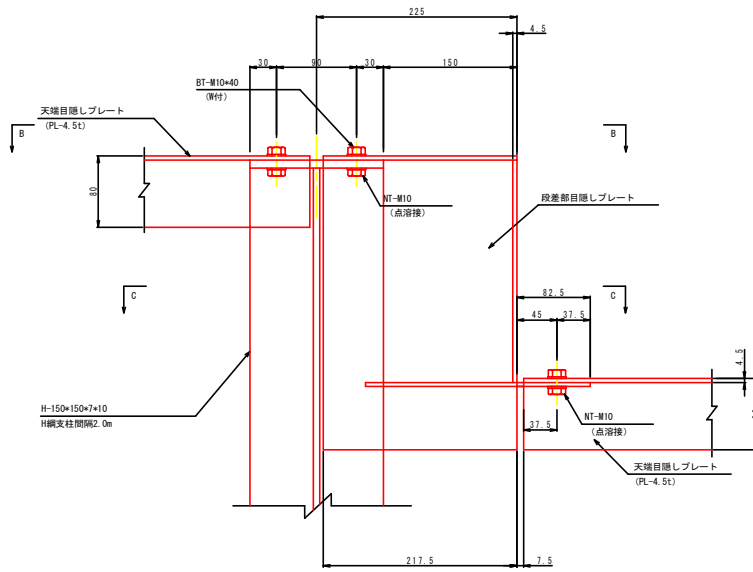 225
4.5
30
90
30
150
BT-M10*40
(W付)
天端目隠しプレート
(PL-4.5t)
B
B
80
NT-M10
(点溶接)
段差部目隠しプレート
C
C
82.5
45
37.5
4.5
H-150*150*7*10
H鋼支柱間隔2.0m
37.5
NT-M10
(点溶接)
天端目隠しプレート
(PL-4.5t)
217.5
7.5